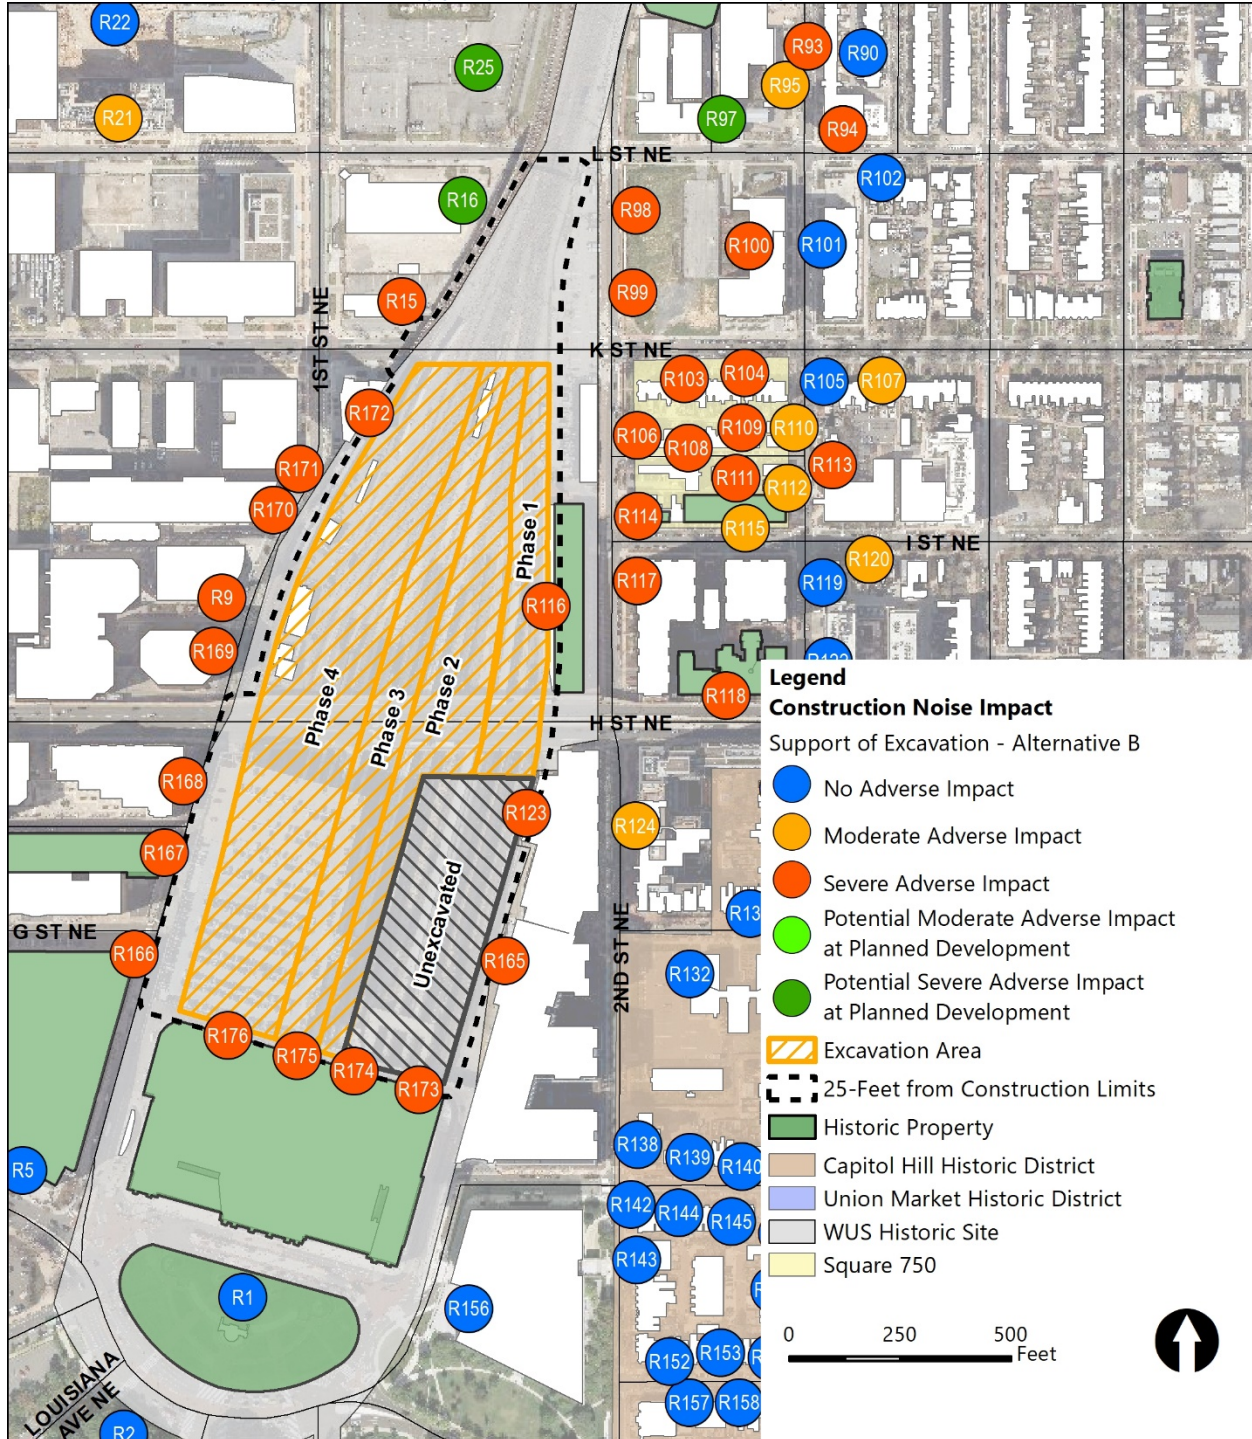 R22
R25
R93
R90
R95
R21
R97
R94
L ST NE
R102
R16
R98
R100
R101
R99
R15
1ST ST NE
K ST NE
R103
R104
R105
R107
R172
R106
R108
R109
R110
R171
R111
R113
R112
R170
R114
R115
Phase 1
I ST NE
R120
R117
R119
R9
R116
R169
Phase 4
Phase 3
Phase 2
R118
H ST NE
R168
R123
R124
R167
Unexcavated
G ST NE
R166
R165
2ND ST NE
R132
R176
R175
R174
R173
R138
R139
R140
R5
R142
R144
R145
R143
R1
R156
R152
R153
R157
R158
LOUISIANA
AVE NE
R2
Legend
Construction Noise Impact
Support of Excavation - Alternative B
No Adverse Impact
Moderate Adverse Impact
Severe Adverse Impact
Potential Moderate Adverse Impact
at Planned Development
Potential Severe Adverse Impact
at Planned Development
Excavation Area
25-Feet from Construction Limits
Historic Property
Capitol Hill Historic District
Union Market Historic District
WUS Historic Site
Square 750
0 250 500
Feet